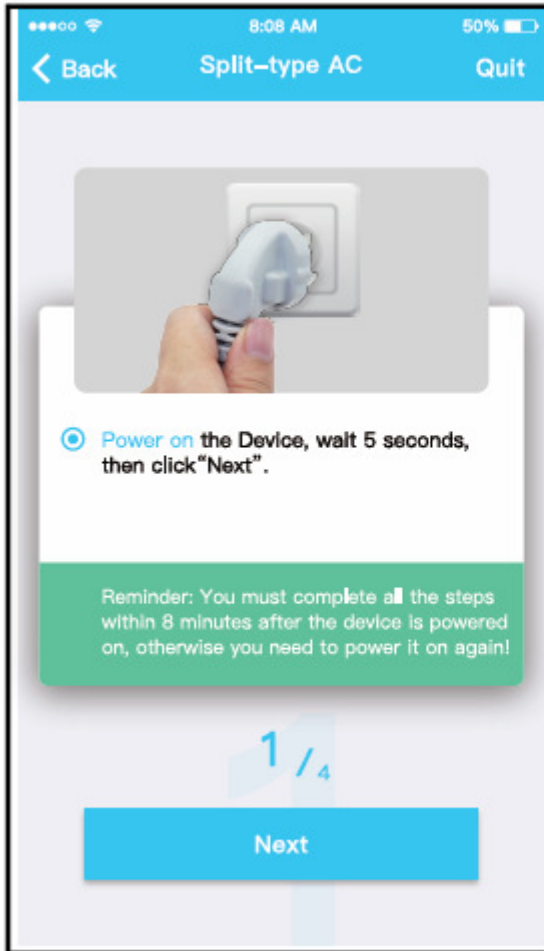 8:08 AM
50%
Back
Split-type AC
Quit
Power on the Device, wait 5 seconds,
then click“Next”.
Reminder: You must complete all the steps
within 8 minutes after the device is powered
on, otherwise you need to power it on again!
1/4
Next